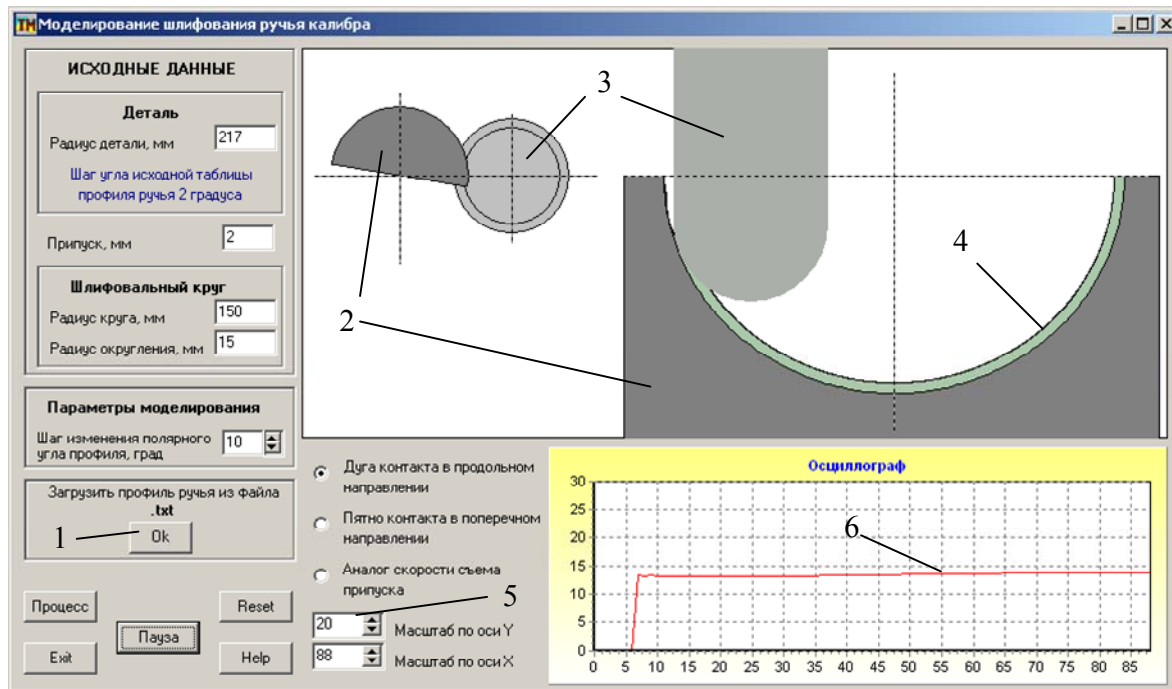 TM Моделирование шлифования ручья калибра
ИСХОДНЫЕ ДАННЫЕ
Деталь
Радиус детали, мм 217
Шаг угла исходной таблицы
профиля ручья 2 градуса
Припуск, мм 2
Шлифовальный круг
Радиус круга, мм 150
Радиус округления, мм 15
Параметры моделирования
Шаг изменения полярного
угла профиля, град 10
Загрузить профиль ручья из файла
.txt
1 Ok
Процесс
Reset
Пауза
Exit
Help
3
2
4
Дуга контакта в продольном
направлении
Пятно контакта в поперечном
направлении
Аналог скорости съема
припуска
5
20 Масштаб по оси Y
88 Масштаб по оси X
Осциллограф
6
30
25
20
15
10
5
0
0 5 10 15 20 25 30 35 40 45 50 55 60 65 70 75 80 85